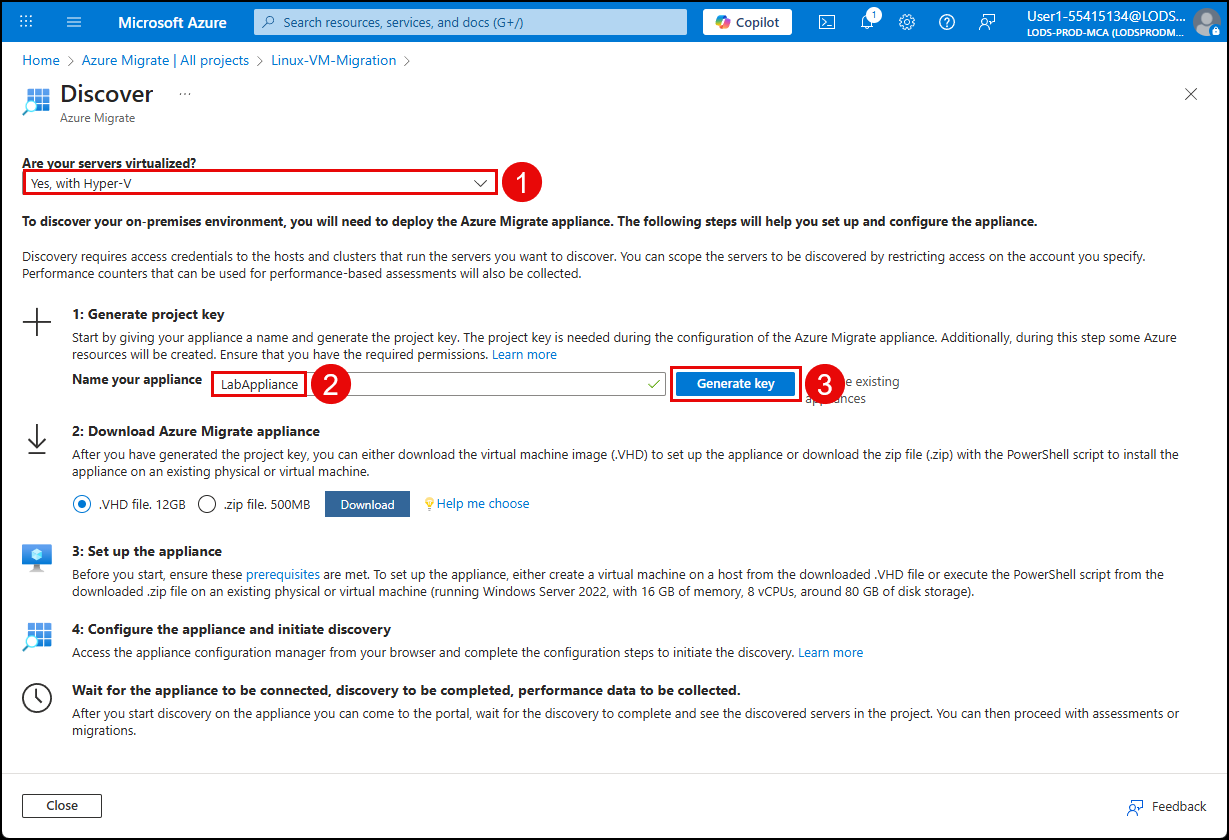 Microsoft Azure
Search resources, services, and docs (G+/)
Copilot
1
User1-55415134@LODS...
LODS-PROD-MCA (LODSPRODM...
Home > Azure Migrate | All projects > Linux-VM-Migration >
Discover ...
Azure Migrate
Are your servers virtualized?
Yes, with Hyper-V
1
To discover your on-premises environment, you will need to deploy the Azure Migrate appliance. The following steps will help you set up and configure the appliance.
Discovery requires access credentials to the hosts and clusters that run the servers you want to discover. You can scope the servers to be discovered by restricting access on the account you specify.
Performance counters that can be used for performance-based assessments will also be collected.
1: Generate project key
Start by giving your appliance a name and generate the project key. The project key is needed during the configuration of the Azure Migrate appliance. Additionally, during this step some Azure
resources will be created. Ensure that you have the required permissions. Learn more
Name your appliance
LabAppliance
2
Generate key
3
existing
2: Download Azure Migrate appliance
After you have generated the project key, you can either download the virtual machine image (.VHD) to set up the appliance or download the zip file (.zip) with the PowerShell script to install the
appliance on an existing physical or virtual machine.
.VHD file. 12GB
.zip file. 500MB
Download
Help me choose
3: Set up the appliance
Before you start, ensure these prerequisites are met. To set up the appliance, either create a virtual machine on a host from the downloaded .VHD file or execute the PowerShell script from the
downloaded .zip file on an existing physical or virtual machine (running Windows Server 2022, with 16 GB of memory, 8 vCPUs, around 80 GB of disk storage).
4: Configure the appliance and initiate discovery
Access the appliance configuration manager from your browser and complete the configuration steps to initiate the discovery. Learn more
Wait for the appliance to be connected, discovery to be completed, performance data to be collected.
After you start discovery on the appliance you can come to the portal, wait for the discovery to complete and see the discovered servers in the project. You can then proceed with assessments or
migrations.
Close
Feedback